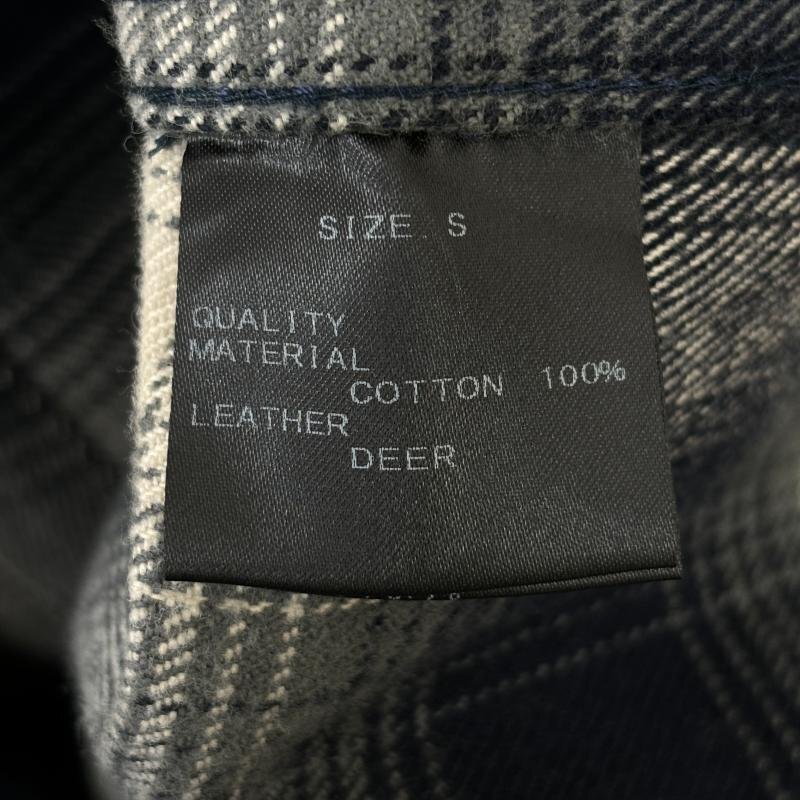 SIZE. S
QUALITY
MATERIAL
COTTON 100%
LEATHER
DEER